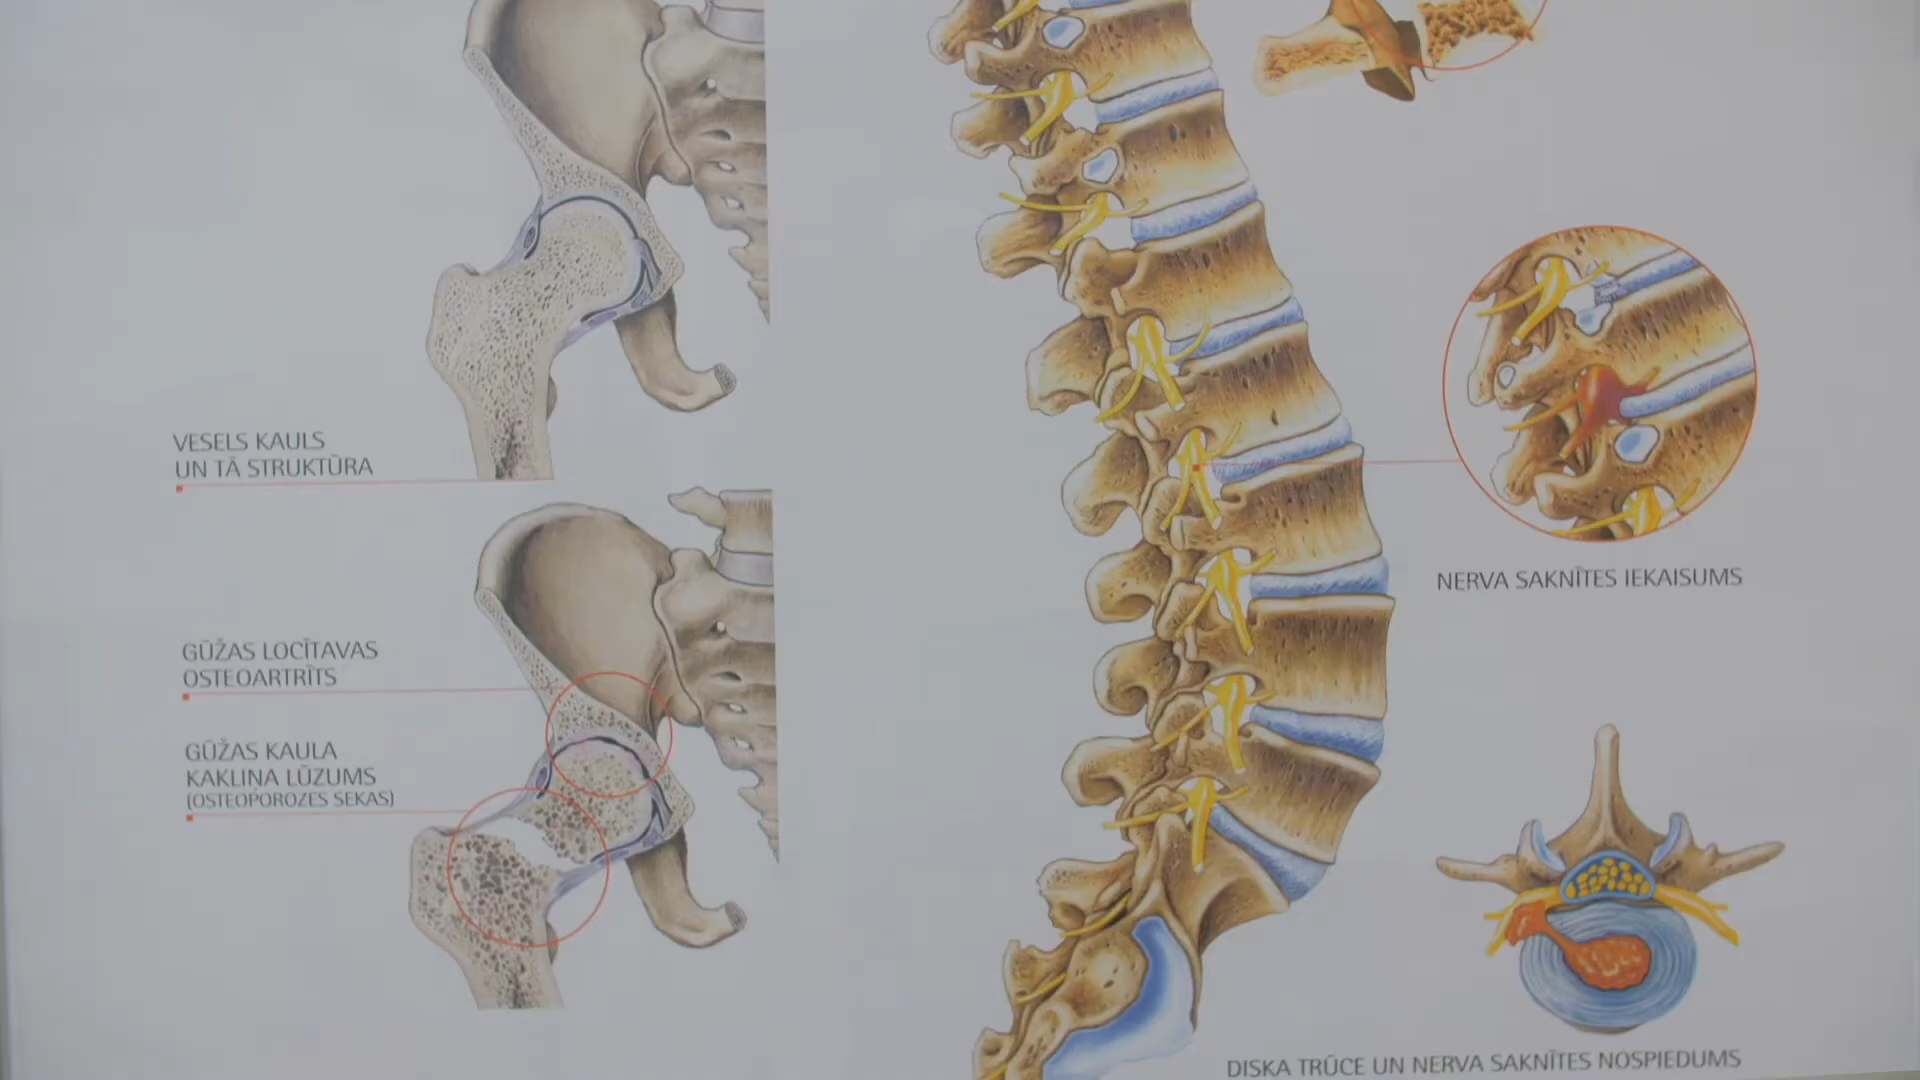 VESELS KAULS
UN TĀ STRUKTŪRA
GŪŽAS LOCĪTAVAS
OSTEOARTRĪTS
GŪŽAS KAULA
KAKLIŅA LŪZUMS
(OSTEOPOROZES SEKAS)
NERVA SAKNĪTES IEKAISUMS
DISKA TRŪCE UN NERVA SAKNĪTES NOSPIEDUMS